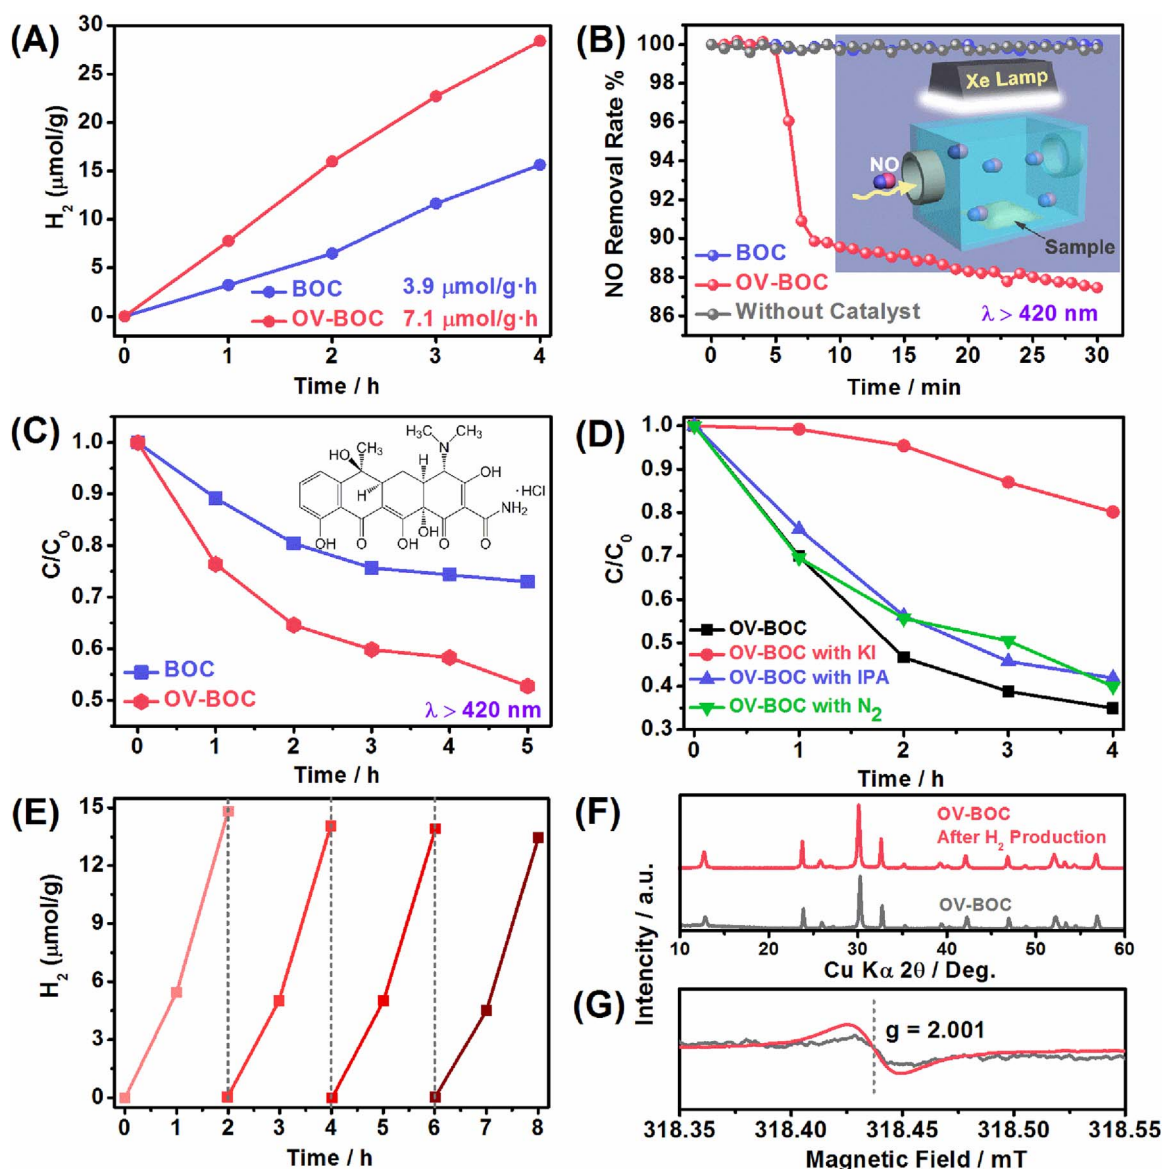 (A)
30
25
20
15
10
5
0
H2 (μmol/g)
BOC 3.9 μmol/g·h
OV-BOC 7.1 μmol/g·h
0 1 2 3 4
Time / h
(B)
100
98
96
94
92
90
88
86
NO Removal Rate %
Xe Lamp
NO
Sample
BOC
OV-BOC
Without Catalyst
λ > 420 nm
0 5 10 15 20 25 30
Time / min
(C)
1.0
0.9
0.8
0.7
0.6
0.5
C/C0
H3C CH3
N
HO CH3
H H
OH
·HCl
NH2
OH
OH O OH O O
BOC
OV-BOC
λ > 420 nm
0 1 2 3 4 5
Time / h
(D)
1.0
0.9
0.8
0.7
0.6
0.5
0.4
0.3
C/C0
OV-BOC
OV-BOC with KI
OV-BOC with IPA
OV-BOC with N2
0 1 2 3 4
Time / h
(E)
15
12
9
6
3
0
H2 (μmol/g)
0 1 2 3 4 5 6 7 8
Time / h
(F)
OV-BOC
After H2 Production
OV-BOC
10 20 30 40 50 60
Cu Kα 2θ / Deg.
Intencity / a.u.
(G)
g = 2.001
318.35 318.40 318.45 318.50 318.55
Magnetic Field / mT